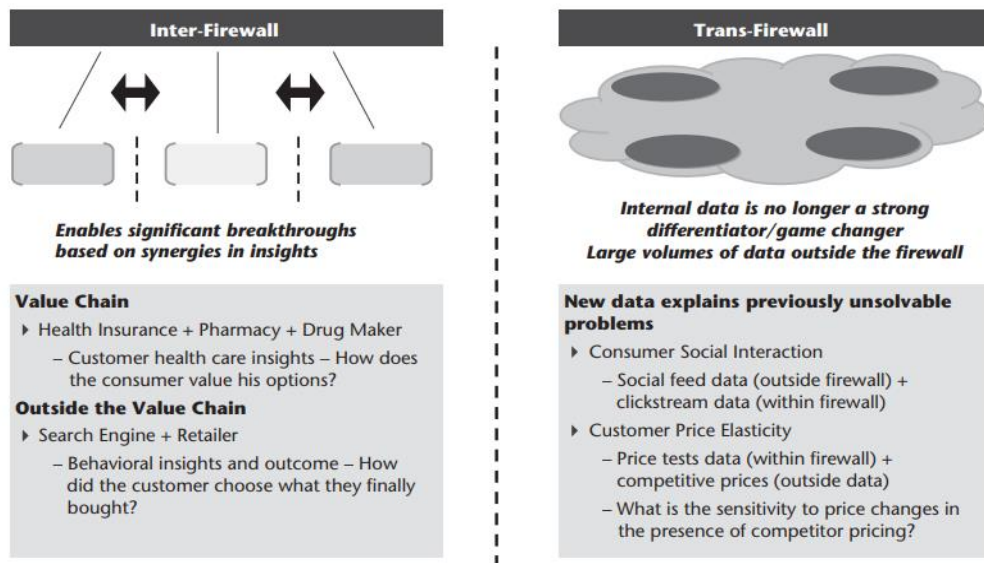 Inter-Firewall
Enables significant breakthroughs
based on synergies in insights
Value Chain
Health Insurance + Pharmacy + Drug Maker
– Customer health care insights – How does
the consumer value his options?
Outside the Value Chain
Search Engine + Retailer
– Behavioral insights and outcome – How
did the customer choose what they finally
bought?
Trans-Firewall
Internal data is no longer a strong
differentiator/game changer
Large volumes of data outside the firewall
New data explains previously unsolvable
problems
Consumer Social Interaction
– Social feed data (outside firewall) +
clickstream data (within firewall)
Customer Price Elasticity
– Price tests data (within firewall) +
competitive prices (outside data)
– What is the sensitivity to price changes in
the presence of competitor pricing?